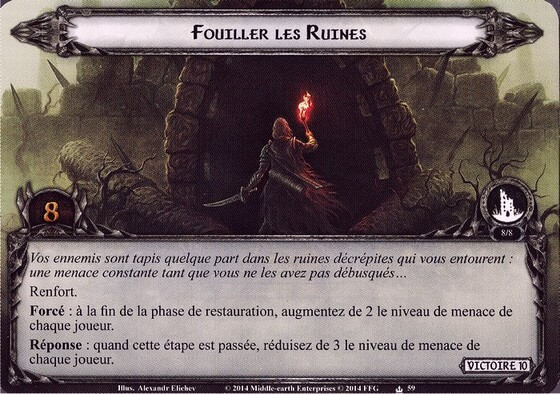 Fouiller les Ruines
8
8/8
Vos ennemis sont tapis quelque part dans les ruines décrépites qui vous entourent :
une menace constante tant que vous ne les avez pas débusqués…
Renfort.
Forcé : à la fin de la phase de restauration, augmentez de 2 le niveau de menace de
chaque joueur.
Réponse : quand cette étape est passée, réduisez de 3 le niveau de menace de
chaque joueur.
Victoire 10
Illus. Alexandr Elichev
© 2014 Middle-earth Enterprises © 2014 FFG
59